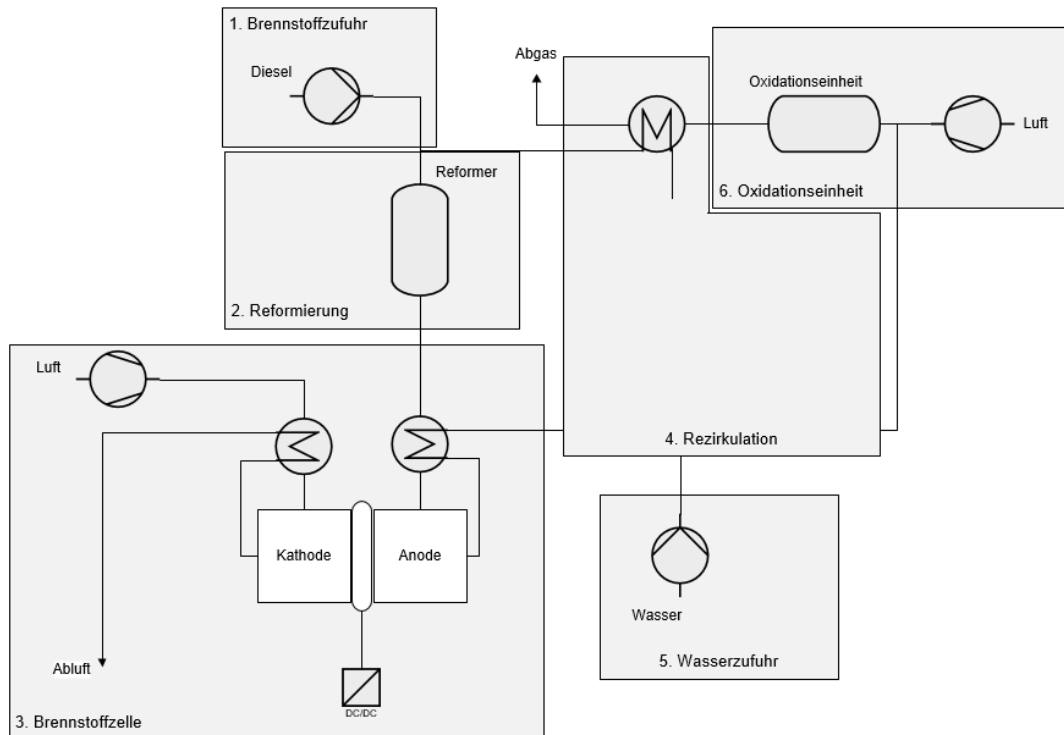 1. Brennstoffzufuhr
Diesel
Abgas
Oxidationseinheit
Luft
6. Oxidationseinheit
Reformer
2. Reformierung
Luft
4. Rezirkulation
Kathode
Anode
Wasser
5. Wasserzufuhr
Abluft
DC/DC
3. Brennstoffzelle